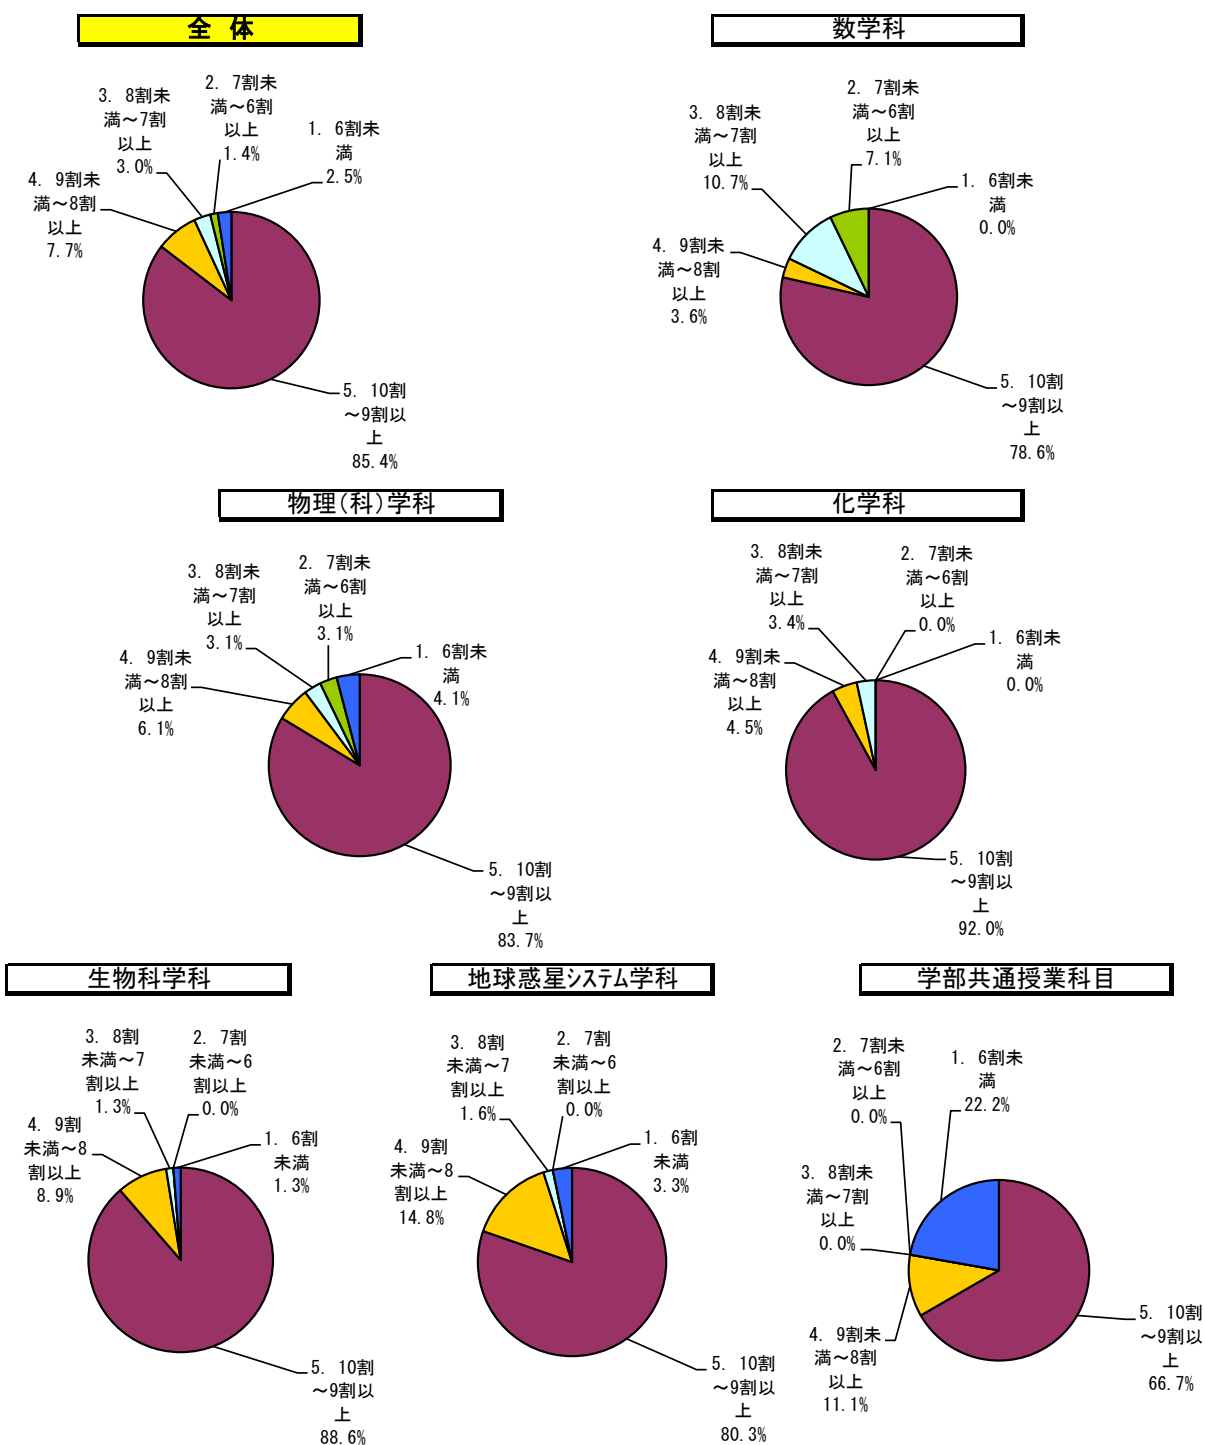 全 体
3. 8割未
満～7割
以上
3.0%
2. 7割未
満～6割
以上
1.4%
1. 6割未
満
2.5%
4. 9割未
満～8割
以上
7.7%
5. 10割
～9割以
上
85.4%
数学科
3. 8割未
満～7割
以上
10.7%
2. 7割未
満～6割
以上
7.1%
1. 6割未
満
0.0%
4. 9割未
満～8割
以上
3.6%
5. 10割
～9割以
上
78.6%
物理(科)学科
3. 8割未
満～7割
以上
3.1%
2. 7割未
満～6割
以上
3.1%
1. 6割未
満
4.1%
4. 9割未
満～8割
以上
6.1%
5. 10割
～9割以
上
83.7%
化学科
3. 8割未
満～7割
以上
3.4%
2. 7割未
満～6割
以上
0.0%
1. 6割未
満
0.0%
4. 9割未
満～8割
以上
4.5%
5. 10割
～9割以
上
92.0%
生物科学科
3. 8割
未満～7
割以上
1.3%
2. 7割
未満～6
割以上
0.0%
1. 6割
未満
1.3%
4. 9割
未満～8
割以上
8.9%
5. 10割
～9割以
上
88.6%
地球惑星ｼｽﾃﾑ学科
3. 8割
未満～7
割以上
1.6%
2. 7割
未満～6
割以上
0.0%
1. 6割
未満
3.3%
4. 9割
未満～8
割以上
14.8%
5. 10割
～9割以
上
80.3%
学部共通授業科目
2. 7割未
満～6割
以上
0.0%
1. 6割未
満
22.2%
3. 8割未
満～7割
以上
0.0%
4. 9割未
満～8割
以上
11.1%
5. 10割
～9割以
上
66.7%